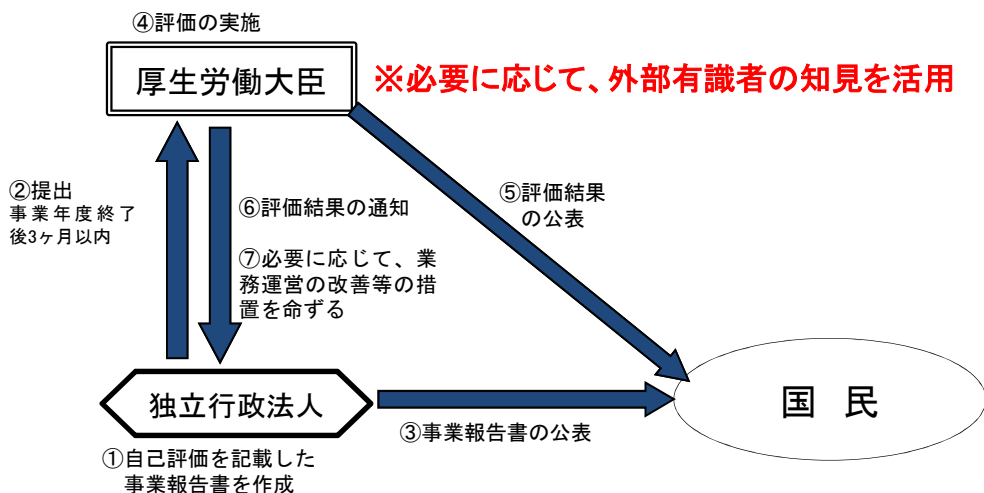 ④評価の実施
厚生労働大臣
※必要に応じて、外部有識者の知見を活用
②提出
事業年度終了
後3ヶ月以内
⑥評価結果の通知
⑦必要に応じて、業
務運営の改善等の措
置を命ずる
⑤評価結果
の公表
独立行政法人
国 民
③事業報告書の公表
①自己評価を記載した
事業報告書を作成